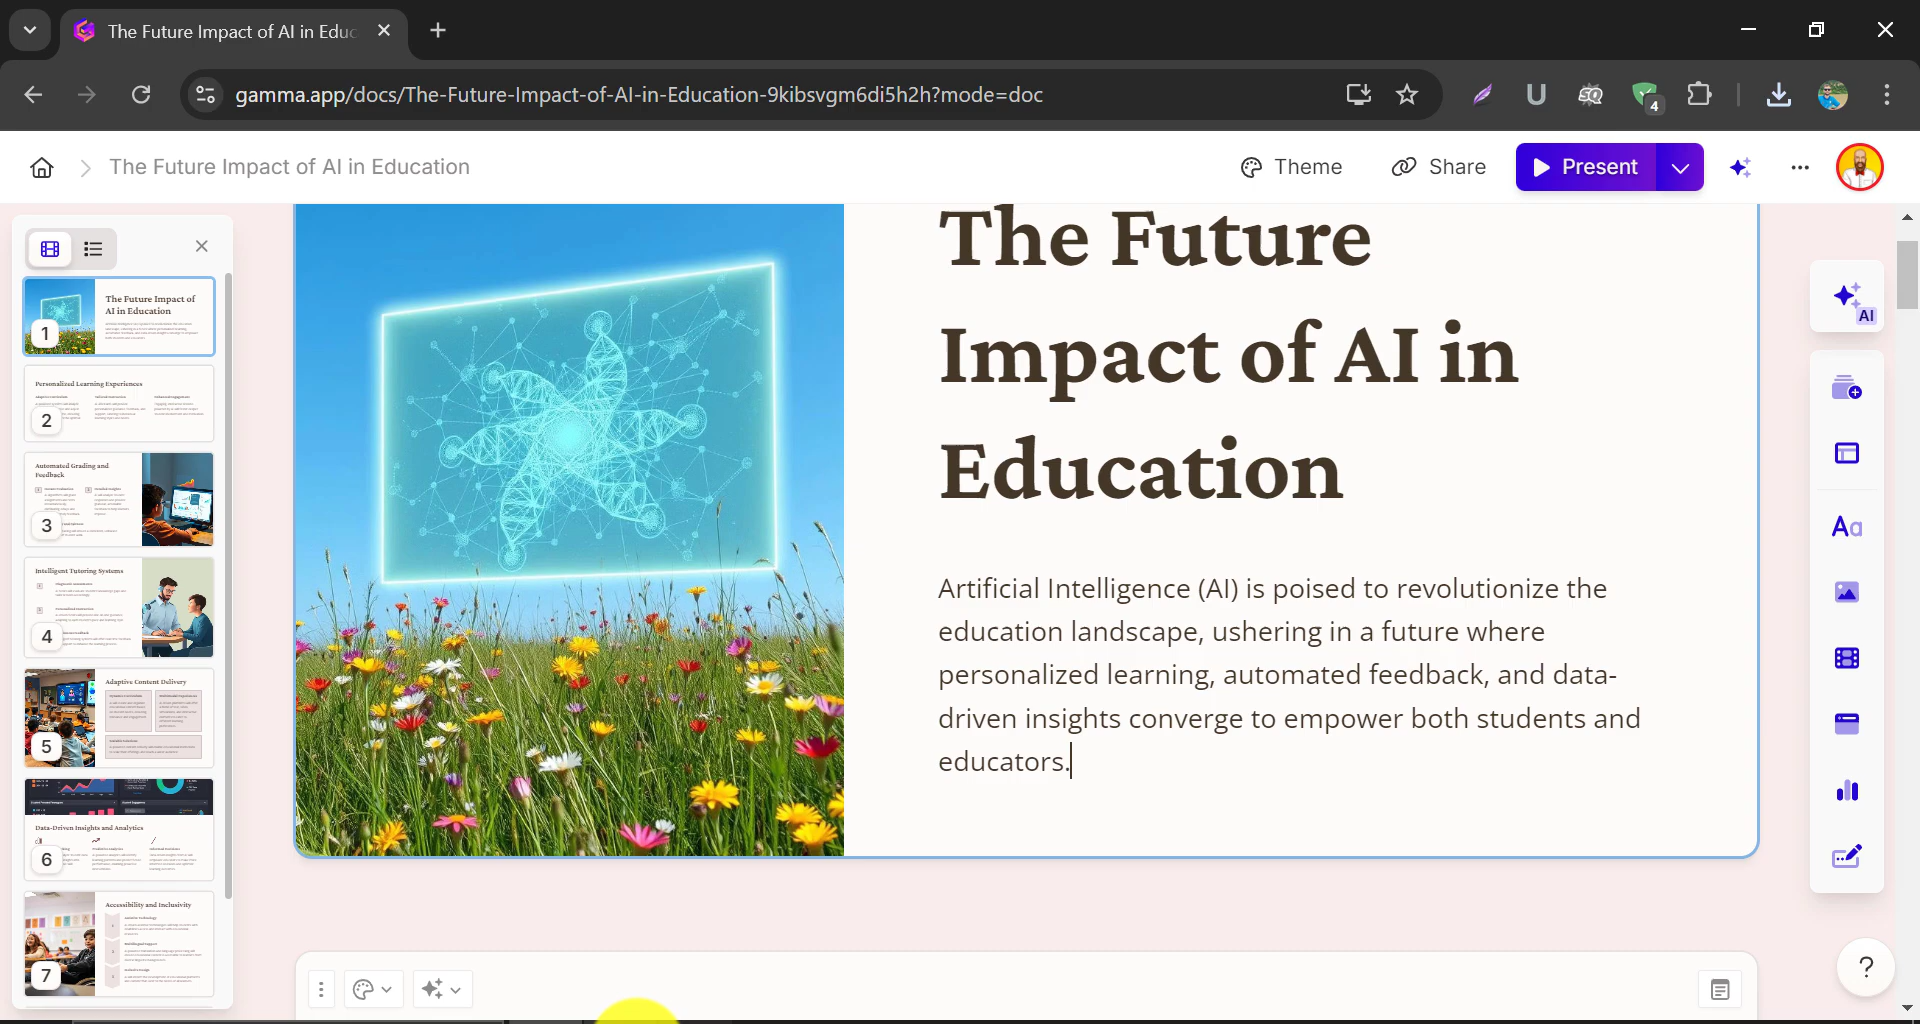 The Future Impact of AI in Educ
gamma.app/docs/The-Future-Impact-of-AI-in-Education-9kibsvgm6di5h2h?mode=doc
U
SQ
4
The Future Impact of AI in Education
Theme
Share
Present
The Future Impact of
AI in Education
1
Personalized Learning Experiences
2
Automated Grading and
Feedback
3
Intelligent Tutoring Systems
4
Adaptive Content Delivery
5
Data-Driven Insights and Analytics
6
Accessibility and Inclusivity
7
The Future
Impact of AI in
Education
Artificial Intelligence (AI) is poised to revolutionize the
education landscape, ushering in a future where
personalized learning, automated feedback, and data-
driven insights converge to empower both students and
educators.
AI
Aa
?